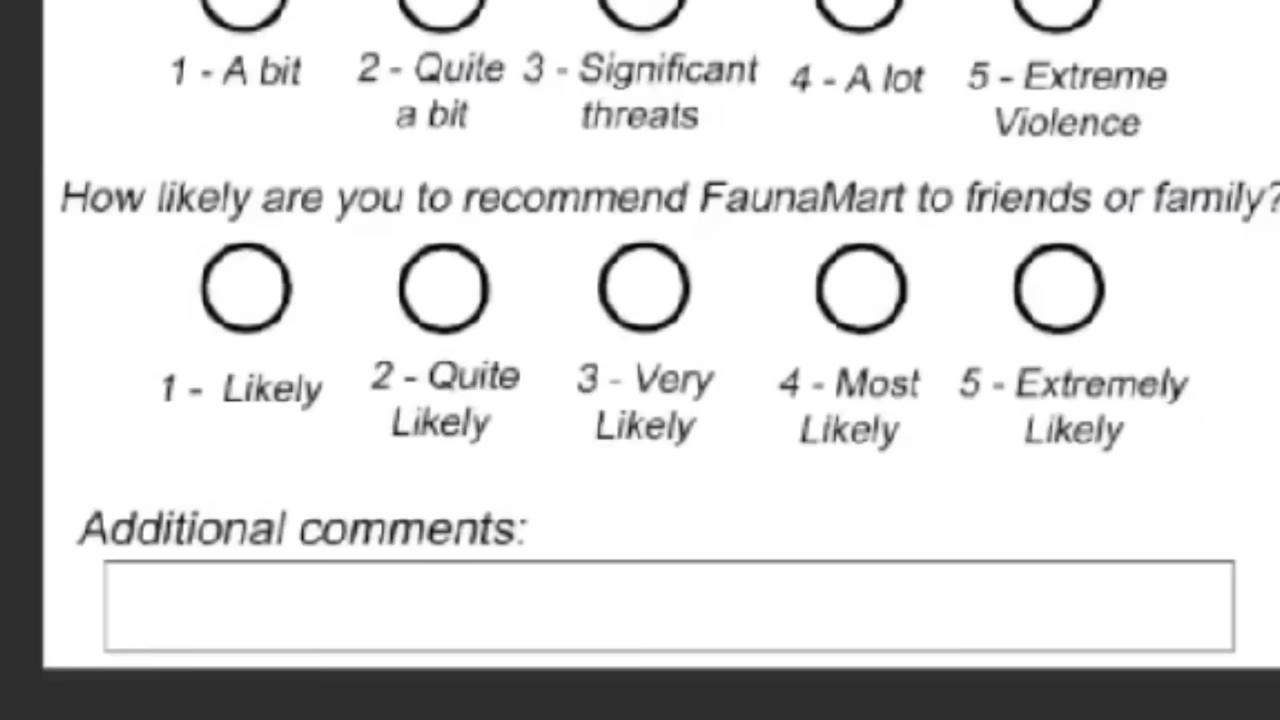 1 - A bit 2 - Quite 3 - Significant 4 - A lot 5 - Extreme
a bit threats Violence
How likely are you to recommend FaunaMart to friends or family?
1 - Likely 2 - Quite 3 - Very 4 - Most 5 - Extremely
Likely Likely Likely Likely
Additional comments: